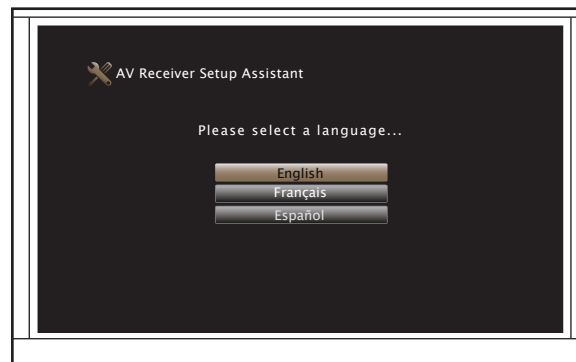 AV Receiver Setup Assistant
Please select a language...
English
Français
Español